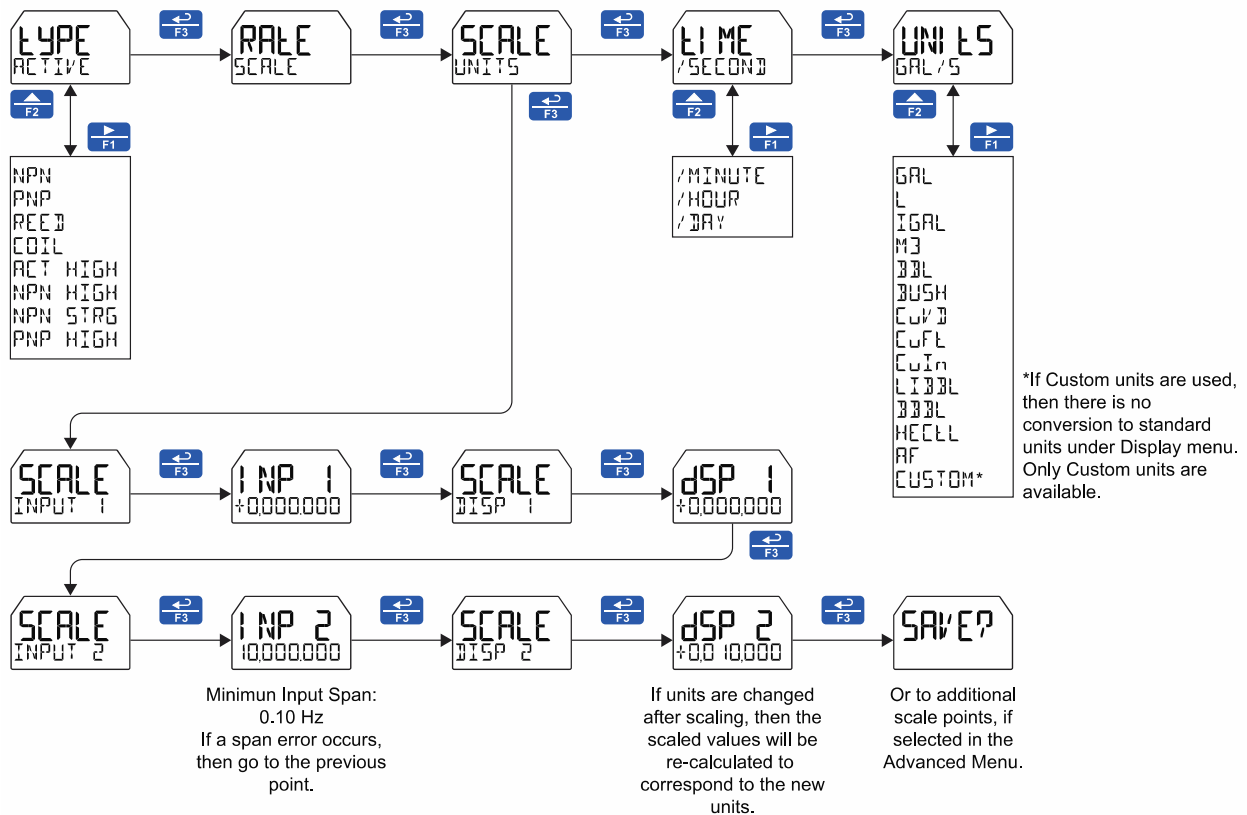 tYPE
ACTIVE
F3
RAtE
SCALE
F3
SCALE
UNITS
F3
tIME
/SECOND
F3
UNItS
GAL/S
F2
F1
F3
F2
F1
F2
F1
NPN
PNP
REED
COIL
ACT HIGH
NPN HIGH
NPN STRG
PNP HIGH
/MINUTE
/HOUR
/DAY
GAL
L
IGAL
M3
BBL
BUSH
CuYD
CuFt
CuIn
LIBBL
BBBL
HECtL
AF
CUSTOM*
*If Custom units are used,
then there is no
conversion to standard
units under Display menu.
Only Custom units are
available.
SCALE
INPUT 1
F3
INP 1
+0,000.000
F3
SCALE
DISP 1
F3
dSP 1
+0,000.000
F3
SCALE
INPUT 2
F3
INP 2
10,000.000
F3
SCALE
DISP 2
F3
dSP 2
+0,010.000
F3
SAVE?
Minimun Input Span:
0.10 Hz
If a span error occurs,
then go to the previous
point.
If units are changed
after scaling, then the
scaled values will be
re-calculated to
correspond to the new
units.
Or to additional
scale points, if
selected in the
Advanced Menu.